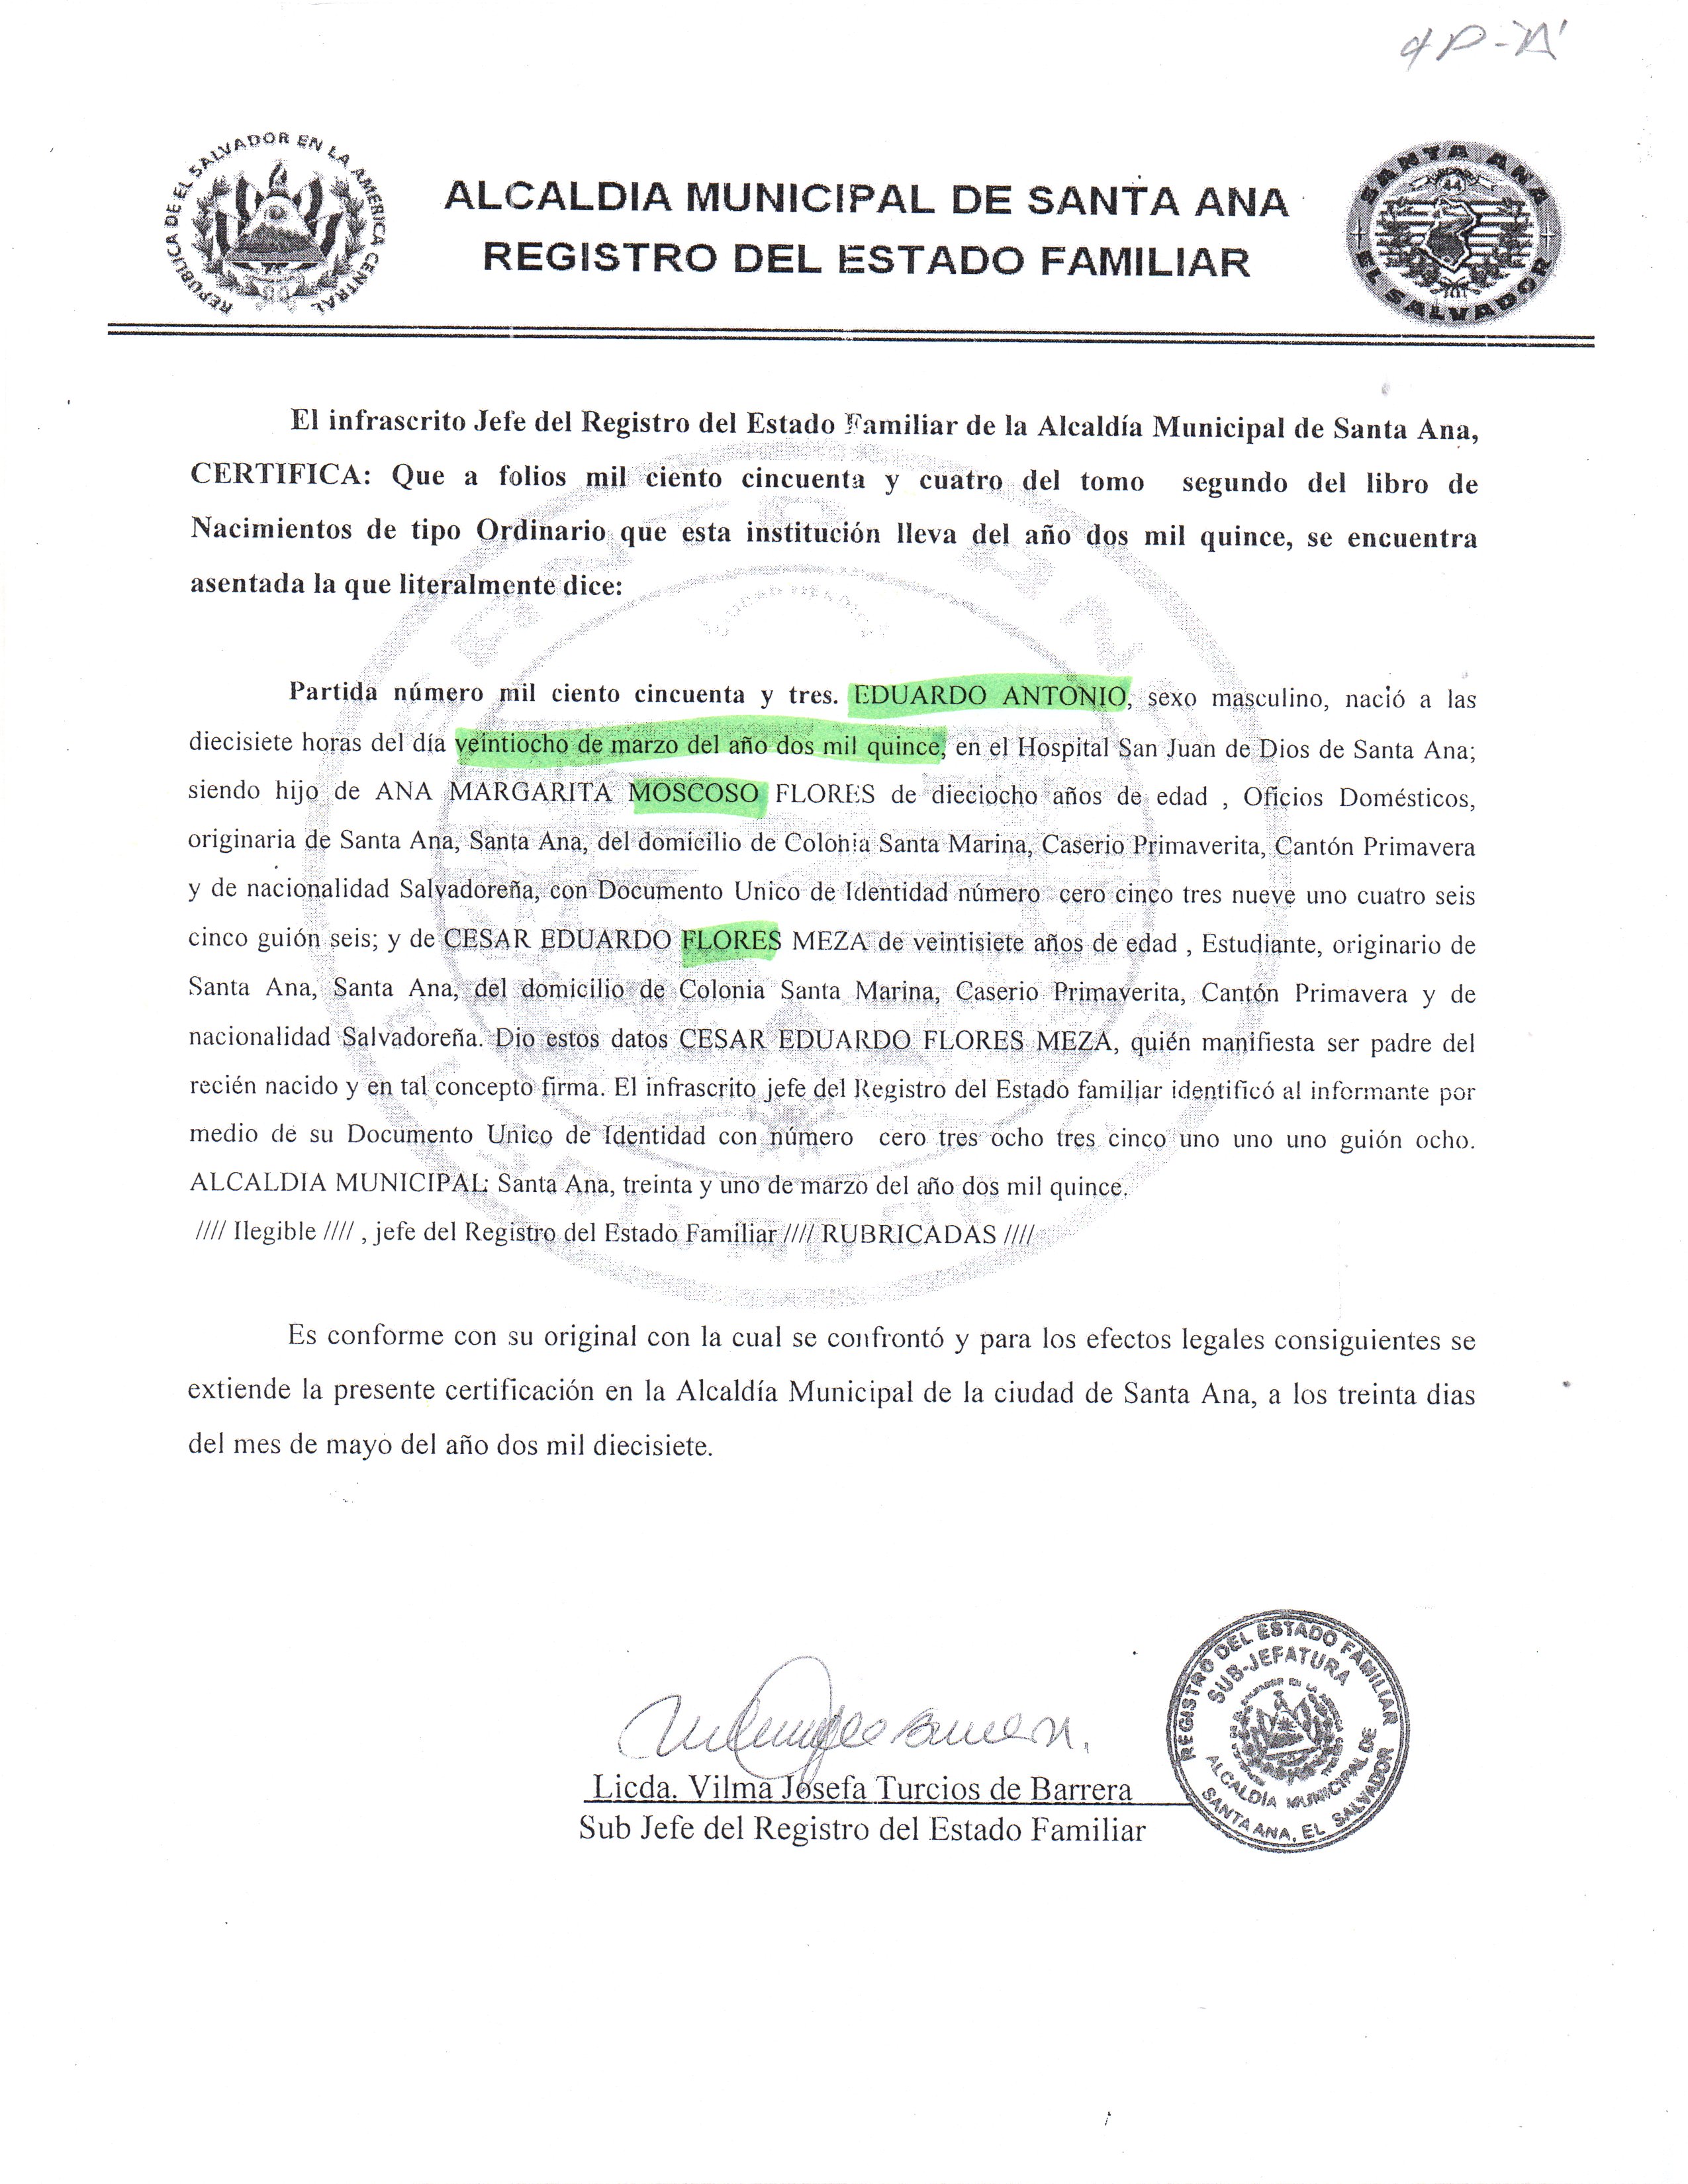 REPUBLICA DE EL SALVADOR EN LA AMERICA CENTRAL
ALCALDIA MUNICIPAL DE SANTA ANA
REGISTRO DEL ESTADO FAMILIAR
SANTA ANA
44
EL SALVADOR
El infrascrito Jefe del Registro del Estado Familiar de la Alcaldía Municipal de Santa Ana,
CERTIFICA: Que a folios mil ciento cincuenta y cuatro del tomo segundo del libro de
Nacimientos de tipo Ordinario que esta institución lleva del año dos mil quince, se encuentra
asentada la que literalmente dice:
Partida número mil ciento cincuenta y tres. EDUARDO ANTONIO, sexo masculino, nació a las
diecisiete horas del día veintiocho de marzo del año dos mil quince, en el Hospital San Juan de Dios de Santa Ana;
siendo hijo de ANA MARGARITA MOSCOSO FLORES de dieciocho años de edad , Oficios Domésticos,
originaria de Santa Ana, Santa Ana, del domicilio de Colonia Santa Marina, Caserio Primaverita, Cantón Primavera
y de nacionalidad Salvadoreña, con Documento Unico de Identidad número cero cinco tres nueve uno cuatro seis
cinco guión seis; y de CESAR EDUARDO FLORES MEZA de veintisiete años de edad , Estudiante, originario de
Santa Ana, Santa Ana, del domicilio de Colonia Santa Marina, Caserio Primaverita, Cantón Primavera y de
nacionalidad Salvadoreña. Dio estos datos CESAR EDUARDO FLORES MEZA, quién manifiesta ser padre del
recién nacido y en tal concepto firma. El infrascrito jefe del Registro del Estado familiar identificó al informante por
medio de su Documento Unico de Identidad con número cero tres ocho tres cinco uno uno uno guión ocho.
ALCALDIA MUNICIPAL: Santa Ana, treinta y uno de marzo del año dos mil quince.
//// Ilegible //// , jefe del Registro del Estado Familiar //// RUBRICADAS ////
Es conforme con su original con la cual se confrontó y para los efectos legales consiguientes se
extiende la presente certificación en la Alcaldía Municipal de la ciudad de Santa Ana, a los treinta dias
del mes de mayo del año dos mil diecisiete.
Licda. Vilma Josefa Turcios de Barrera
Sub Jefe del Registro del Estado Familiar
REGISTRO DEL ESTADO FAMILIAR
SUB-JEFATURA
ALCALDÍA MUNICIPAL DE
SANTA ANA, EL SALVADOR